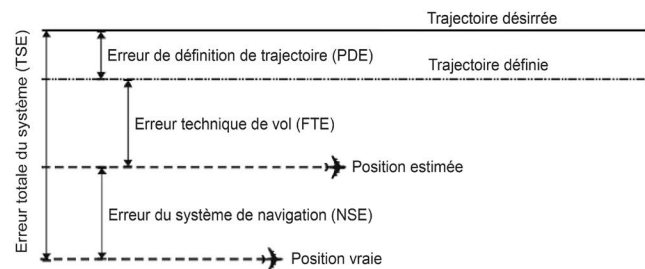 Trajectoire désirrée
Erreur de définition de trajectoire (PDE)
Trajectoire définie
Erreur technique de vol (FTE)
Position estimée
Erreur du système de navigation (NSE)
Position vraie
Erreur totale du système (TSE)